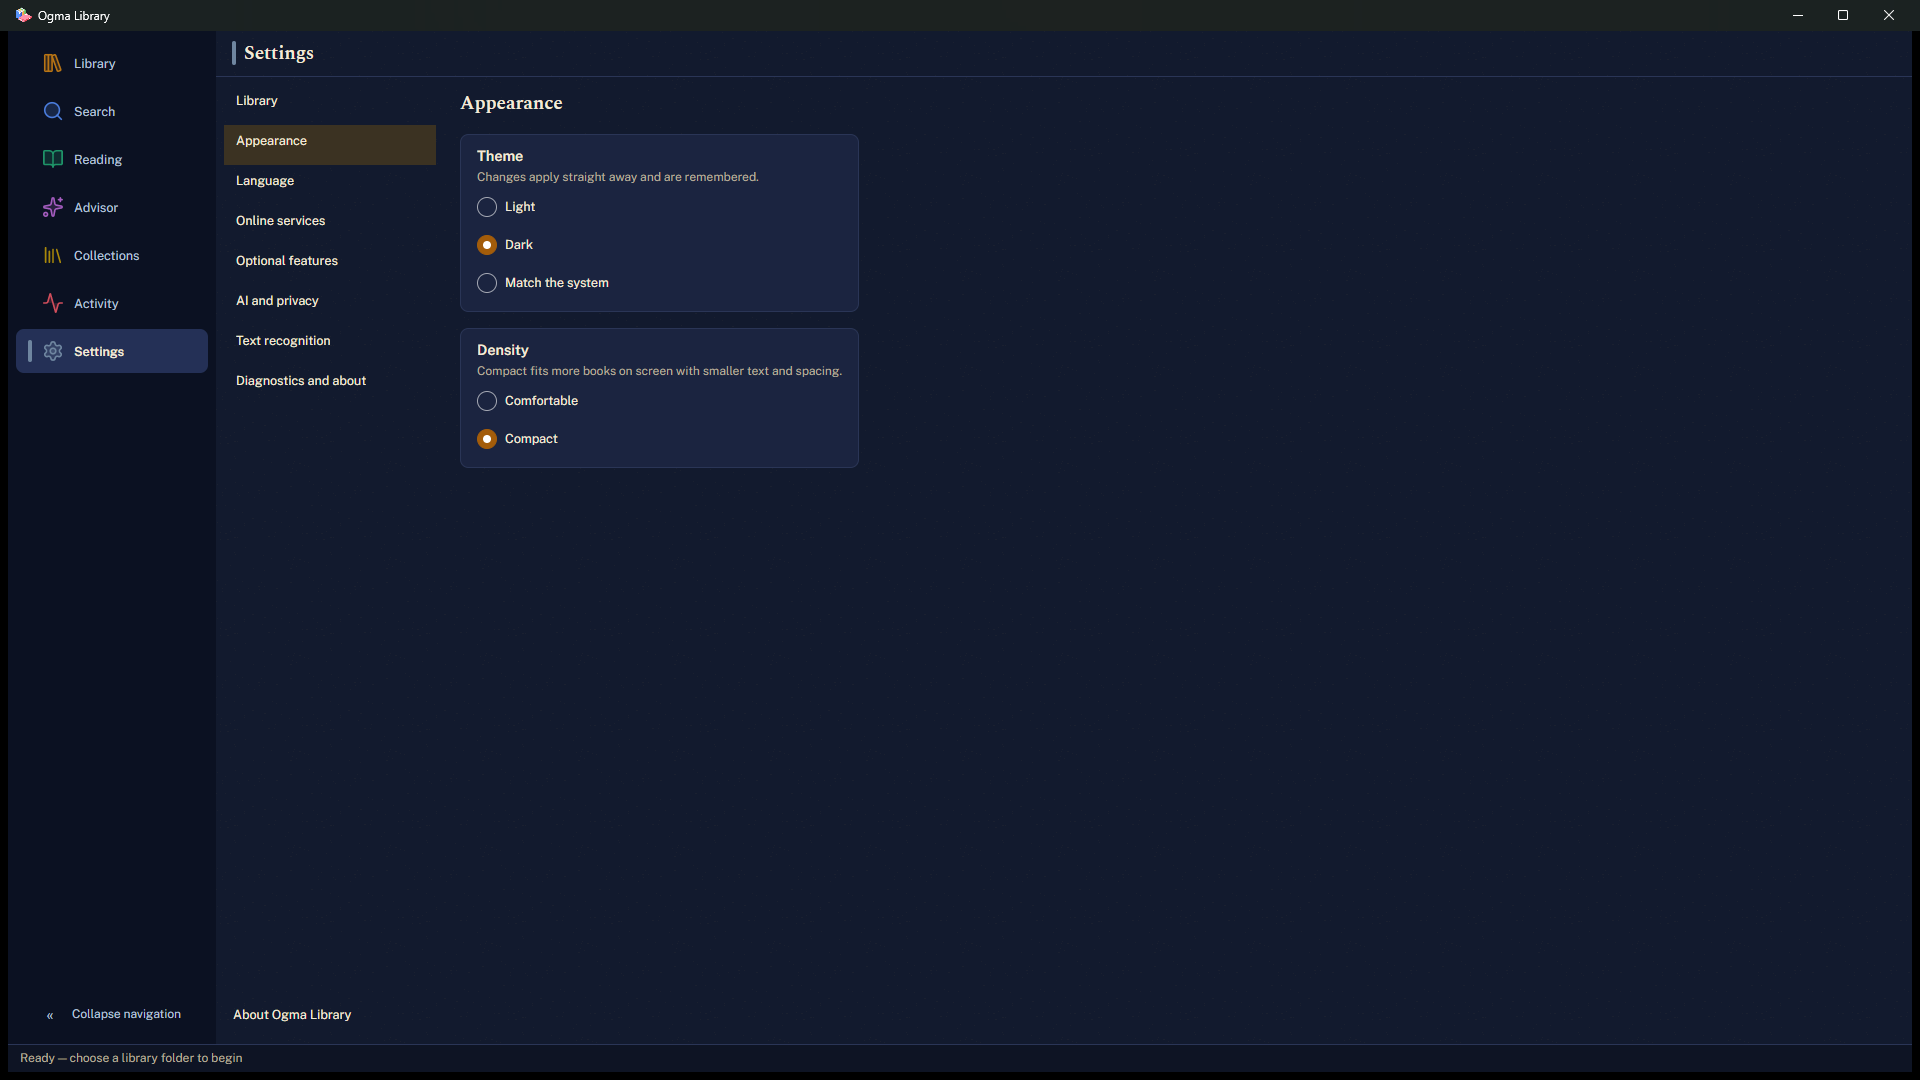 Ogma Library
Library
Search
Reading
Advisor
Collections
Activity
Settings
« Collapse navigation
Settings
Library
Appearance
Language
Online services
Optional features
AI and privacy
Text recognition
Diagnostics and about
About Ogma Library
Appearance
Theme
Changes apply straight away and are remembered.
Light
Dark
Match the system
Density
Compact fits more books on screen with smaller text and spacing.
Comfortable
Compact
Ready — choose a library folder to begin